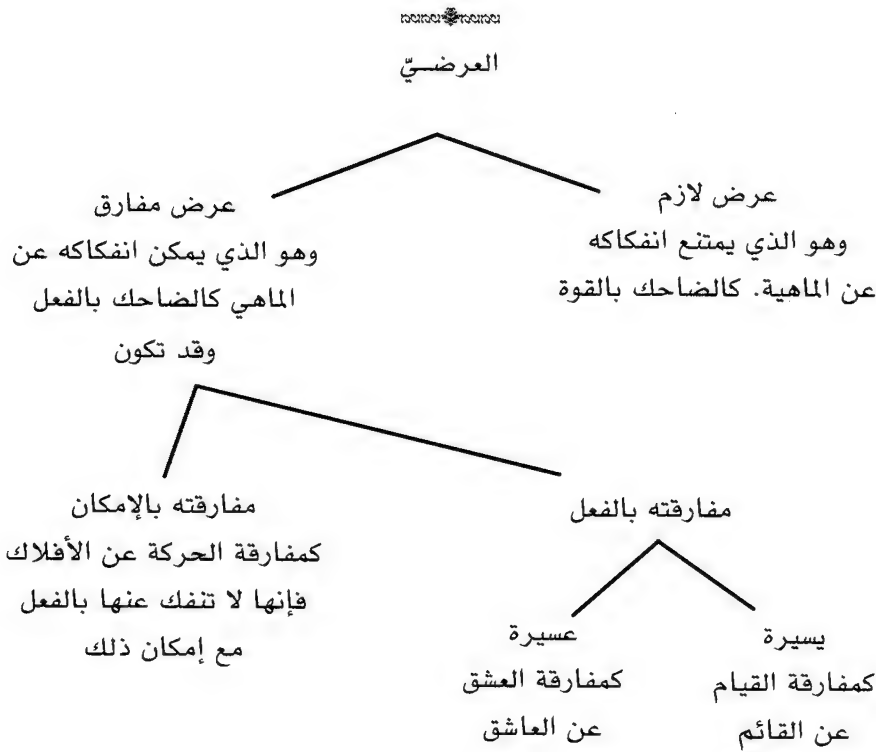 العرضيّ
عرض لازم
وهو الذي يمتنع انفكاكه
عن الماهية. كالضاحك بالقوة
عرض مفارق
وهو الذي يمكن انفكاكه عن
الماهي كالضاحك بالفعل
وقد تكون
مفارقته بالفعل
يسيرة
كمفارقة القيام
عن القائم
عسيرة
كمفارقة العشق
عن العاشق
مفارقته بالإمكان
كمفارقة الحركة عن الأفلاك
فإنها لا تنفك عنها بالفعل
مع إمكان ذلك